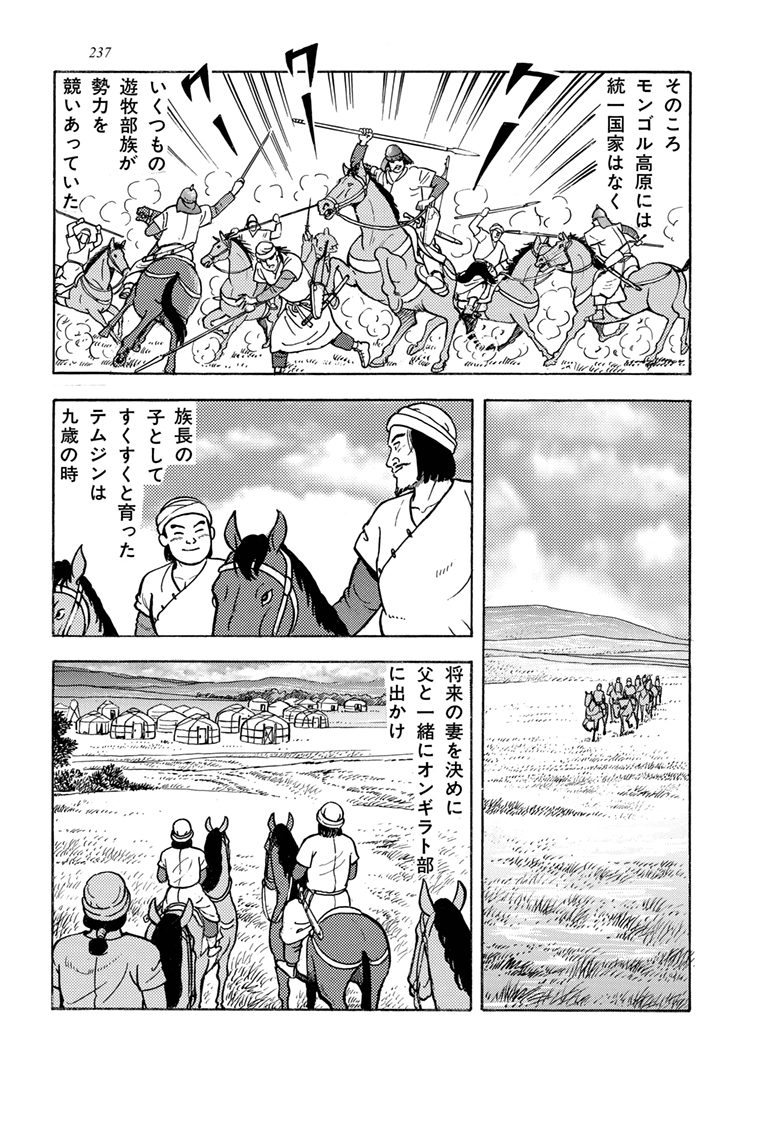 237
そのころ
モンゴル高原には
統一国家はなく
いくつもの
遊牧部族が
勢力を
競いあっていた
ワー
ワー
族長の
子として
すくすくと育った
テムジンは
九歳の時
将来の妻を決めに
父と一緒にオンギラト部
に出かけ